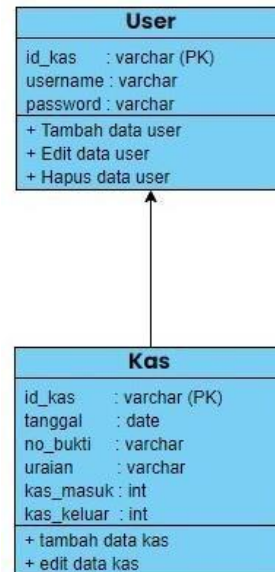 User
id_kas : varchar (PK)
username : varchar
password : varchar
+ Tambah data user
+ Edit data user
+ Hapus data user
Kas
id_kas : varchar (PK)
tanggal : date
no_bukti : varchar
uraian : varchar
kas_masuk : int
kas_keluar : int
+ tambah data kas
+ edit data kas